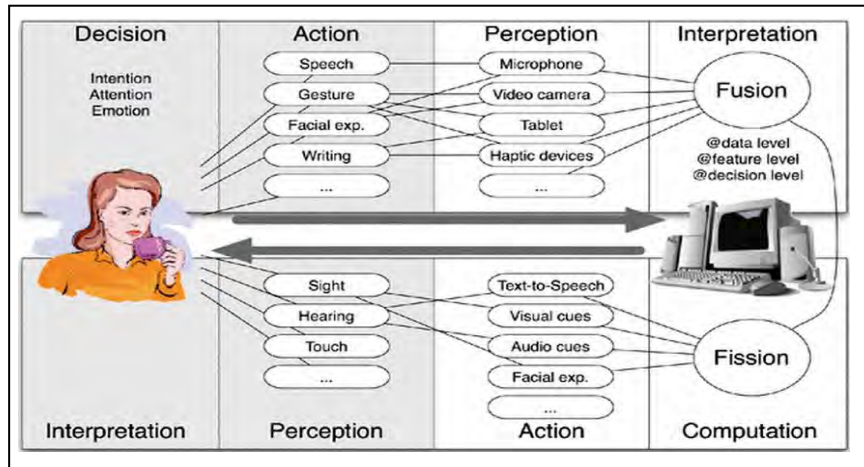 Decision
Action
Perception
Interpretation
Intention
Attention
Emotion
Speech
Gesture
Facial exp.
Writing
...
Microphone
Video camera
Tablet
Haptic devices
...
Fusion
@data level
@feature level
@decision level
Sight
Hearing
Touch
...
Text-to-Speech
Visual cues
Audio cues
Facial exp.
...
Fission
Interpretation
Perception
Action
Computation